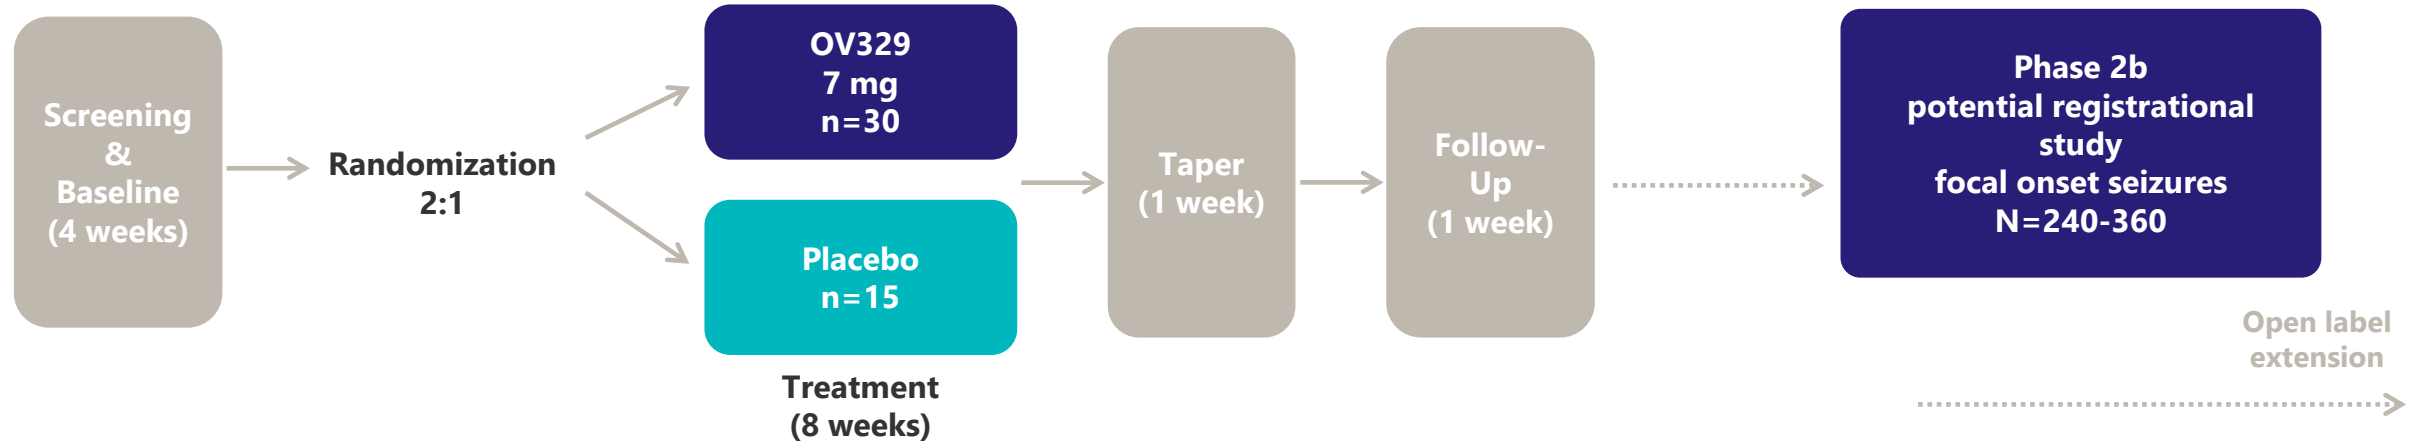 Screening
&
Baseline
(4 weeks)
Randomization
2:1
OV329
7 mg
n=30
Placebo
n=15
Treatment
(8 weeks)
Taper
(1 week)
Follow-
Up
(1 week)
Phase 2b
potential registrational
study
focal onset seizures
N=240-360
Open label
extension